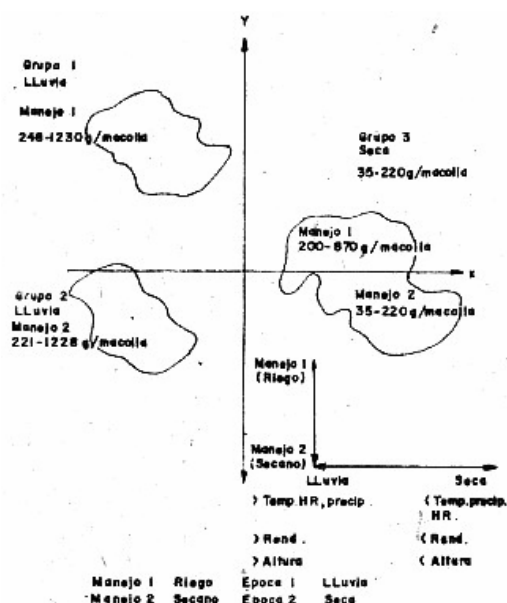 Y
Grupo 1
LLuvia
Manejo 1
248-1230g/macolla
Grupo 3
Seca
35-220g/macolla
Manejo 1
200-870g/macolla
X
Manejo 2
35-220g/macolla
Grupo 2
LLuvia
Manejo 2
221-1228g/macolla
Manejo 1
(Riego)
Manejo 2
(Secano)
LLuvia Seca
> Temp. HR, precip. < Temp. precip. HR.
> Rend. < Rend.
> Altura < Altura
Manejo 1 Riego Epoca 1 LLuvia
Manejo 2 Secano Epoca 2 Seca